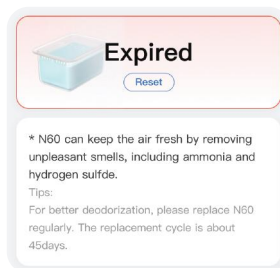 Expired
Reset
* N60 can keep the air fresh by removing
unpleasant smells, including ammonia and
hydrogen sulfde.
Tips:
For better deodorization, please replace N60
regularly. The replacement cycle is about
45days.